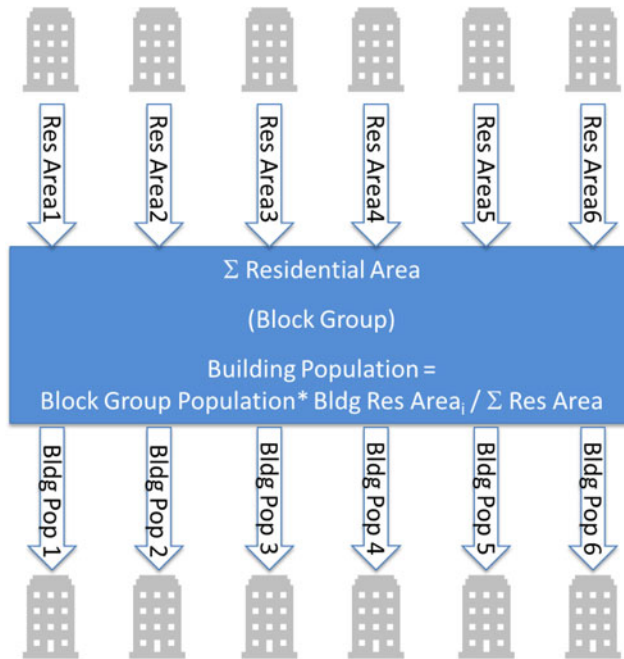 Res Area1
Res Area2
Res Area3
Res Area4
Res Area5
Res Area6
Σ Residential Area
(Block Group)
Building Population =
Block Group Population* Bldg Res Areaᵢ / Σ Res Area
Bldg Pop 1
Bldg Pop 2
Bldg Pop 3
Bldg Pop 4
Bldg Pop 5
Bldg Pop 6